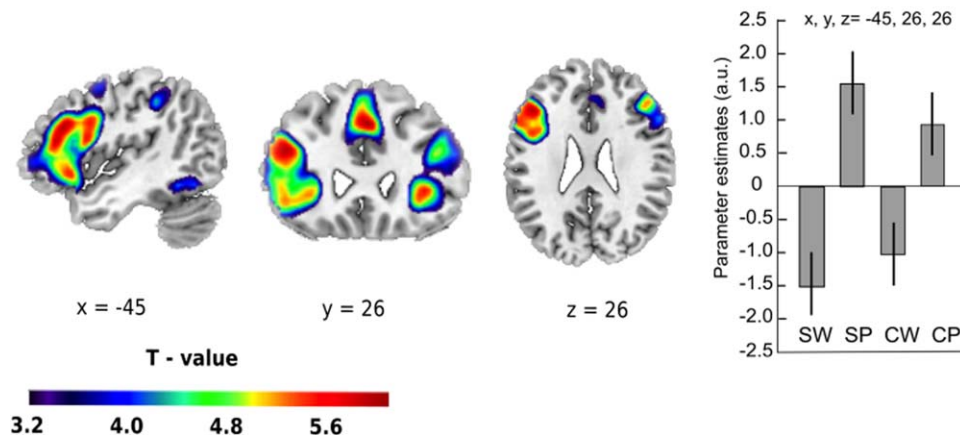 x = -45
y = 26
z = 26
T - value
3.2 4.0 4.8 5.6
x, y, z= -45, 26, 26
Parameter estimates (a.u.)
2.5
2.0
1.5
1.0
0.5
0
-0.5
-1.0
-1.5
-2.0
-2.5
SW SP CW CP